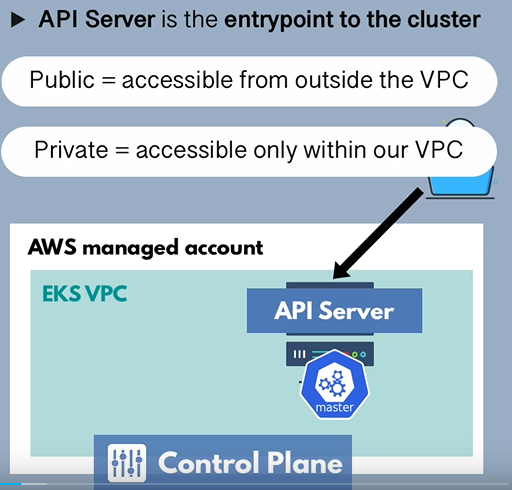 API Server is the entrypoint to the cluster
Public = accessible from outside the VPC
Private = accessible only within our VPC
AWS managed account
EKS VPC
API Server
master
Control Plane